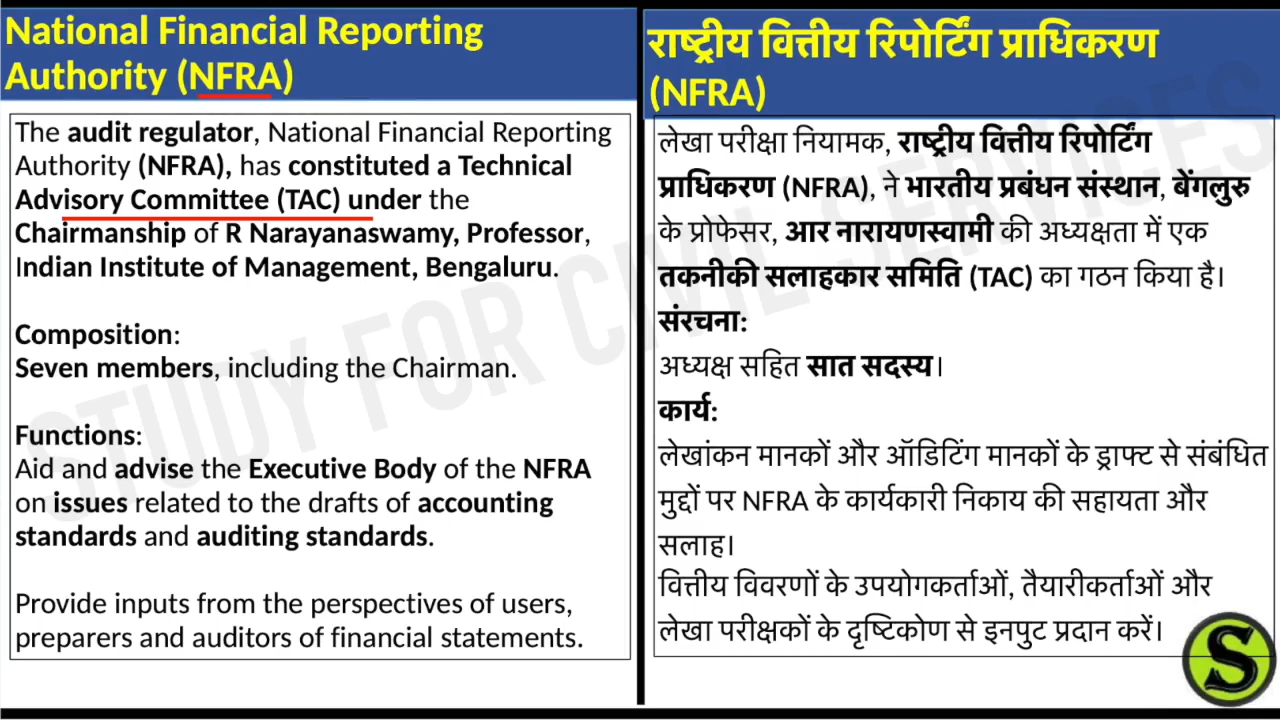 National Financial Reporting
Authority (NFRA)
The audit regulator, National Financial Reporting
Authority (NFRA), has constituted a Technical
Advisory Committee (TAC) under the
Chairmanship of R Narayanaswamy, Professor,
Indian Institute of Management, Bengaluru.
Composition:
Seven members, including the Chairman.
Functions:
Aid and advise the Executive Body of the NFRA
on issues related to the drafts of accounting
standards and auditing standards.
Provide inputs from the perspectives of users,
preparers and auditors of financial statements.
राष्ट्रीय वित्तीय रिपोर्टिंग प्राधिकरण
(NFRA)
लेखा परीक्षा नियामक, राष्ट्रीय वित्तीय रिपोर्टिंग
प्राधिकरण (NFRA), ने भारतीय प्रबंधन संस्थान, बेंगलुरु
के प्रोफेसर, आर नारायणस्वामी की अध्यक्षता में एक
तकनीकी सलाहकार समिति (TAC) का गठन किया है।
संरचना:
अध्यक्ष सहित सात सदस्य।
कार्य:
लेखांकन मानकों और ऑडिटिंग मानकों के ड्राफ्ट से संबंधित
मुद्दों पर NFRA के कार्यकारी निकाय की सहायता और
सलाह।
वित्तीय विवरणों के उपयोगकर्ताओं, तैयारीकर्ताओं और
लेखा परीक्षकों के दृष्टिकोण से इनपुट प्रदान करें।
STUDY FOR CIVIL SERVICES
S